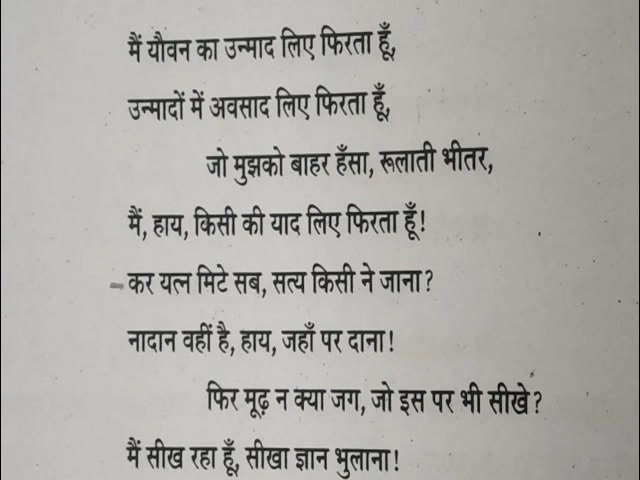 मैं यौवन का उन्माद लिए फिरता हूँ,
उन्मादों में अवसाद लिए फिरता हूँ,
जो मुझको बाहर हँसा, रूलाती भीतर,
मैं, हाय, किसी की याद लिए फिरता हूँ!
कर यत्न मिटे सब, सत्य किसी ने जाना?
नादान वहीं है, हाय, जहाँ पर दाना!
फिर मूढ़ न क्या जग, जो इस पर भी सीखे?
मैं सीख रहा हूँ, सीखा ज्ञान भुलाना!